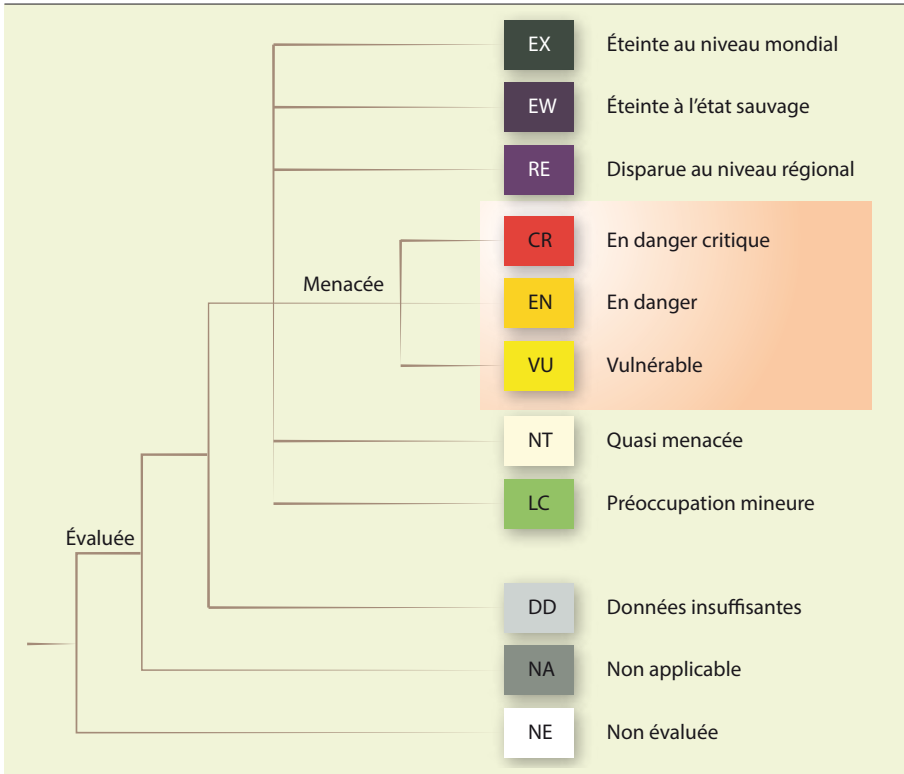 EX Éteinte au niveau mondial
EW Éteinte à l’état sauvage
RE Disparue au niveau régional
CR En danger critique
Menacée
EN En danger
VU Vulnérable
NT Quasi menacée
LC Préoccupation mineure
Évaluée
DD Données insuffisantes
NA Non applicable
NE Non évaluée